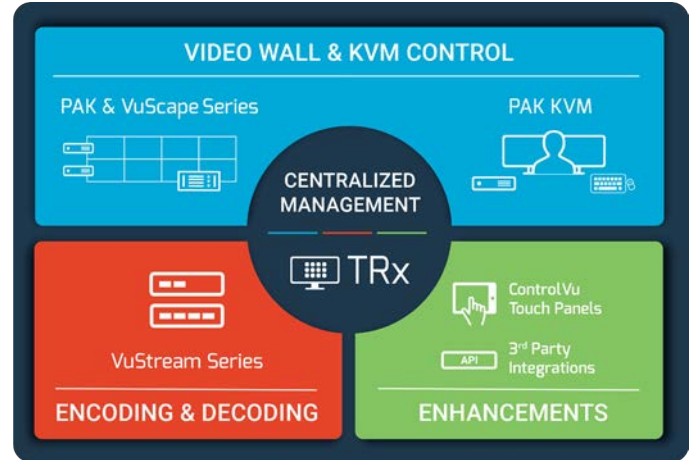 VIDEO WALL & KVM CONTROL
PAK & VuScape Series
PAK KVM
CENTRALIZED
MANAGEMENT
TRx
VuStream Series
ENCODING & DECODING
ControlVu
Touch Panels
API
3rd Party
Integrations
ENHANCEMENTS